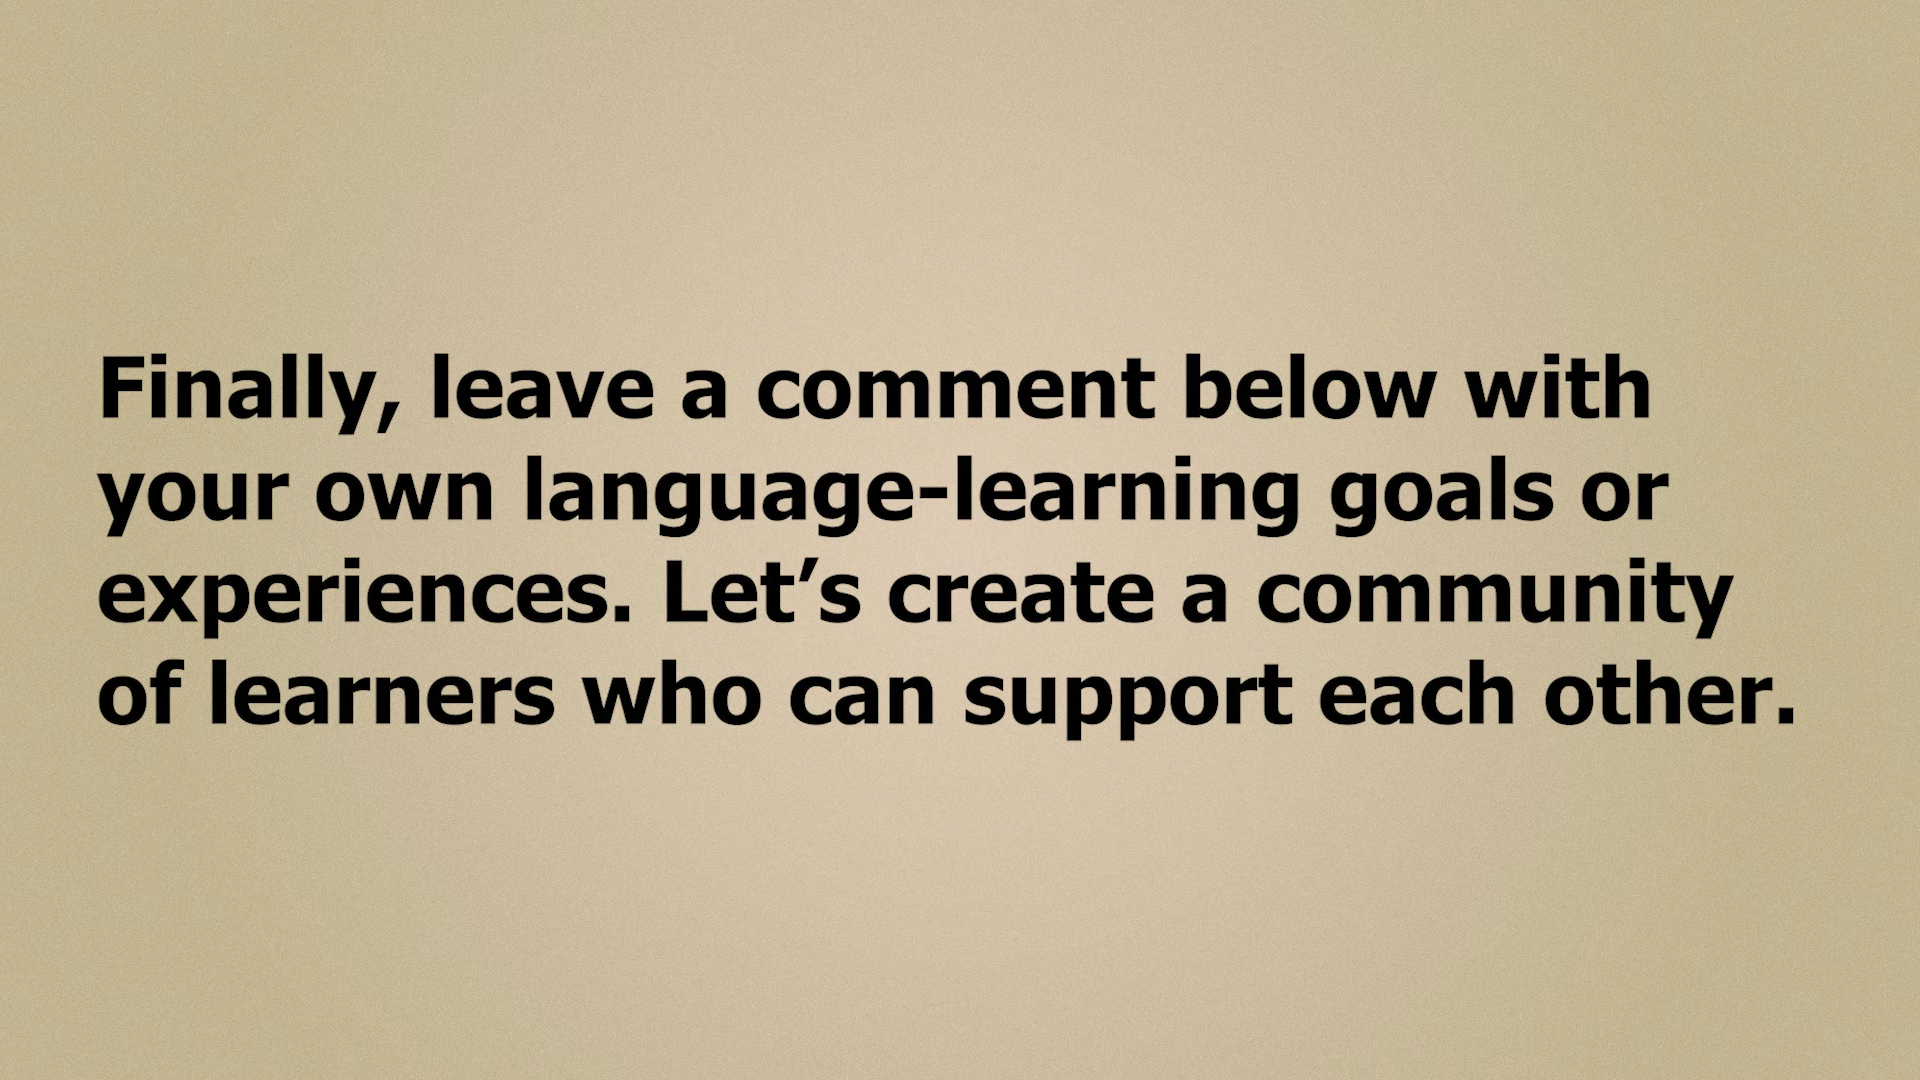 Finally, leave a comment below with
your own language-learning goals or
experiences. Let’s create a community
of learners who can support each other.